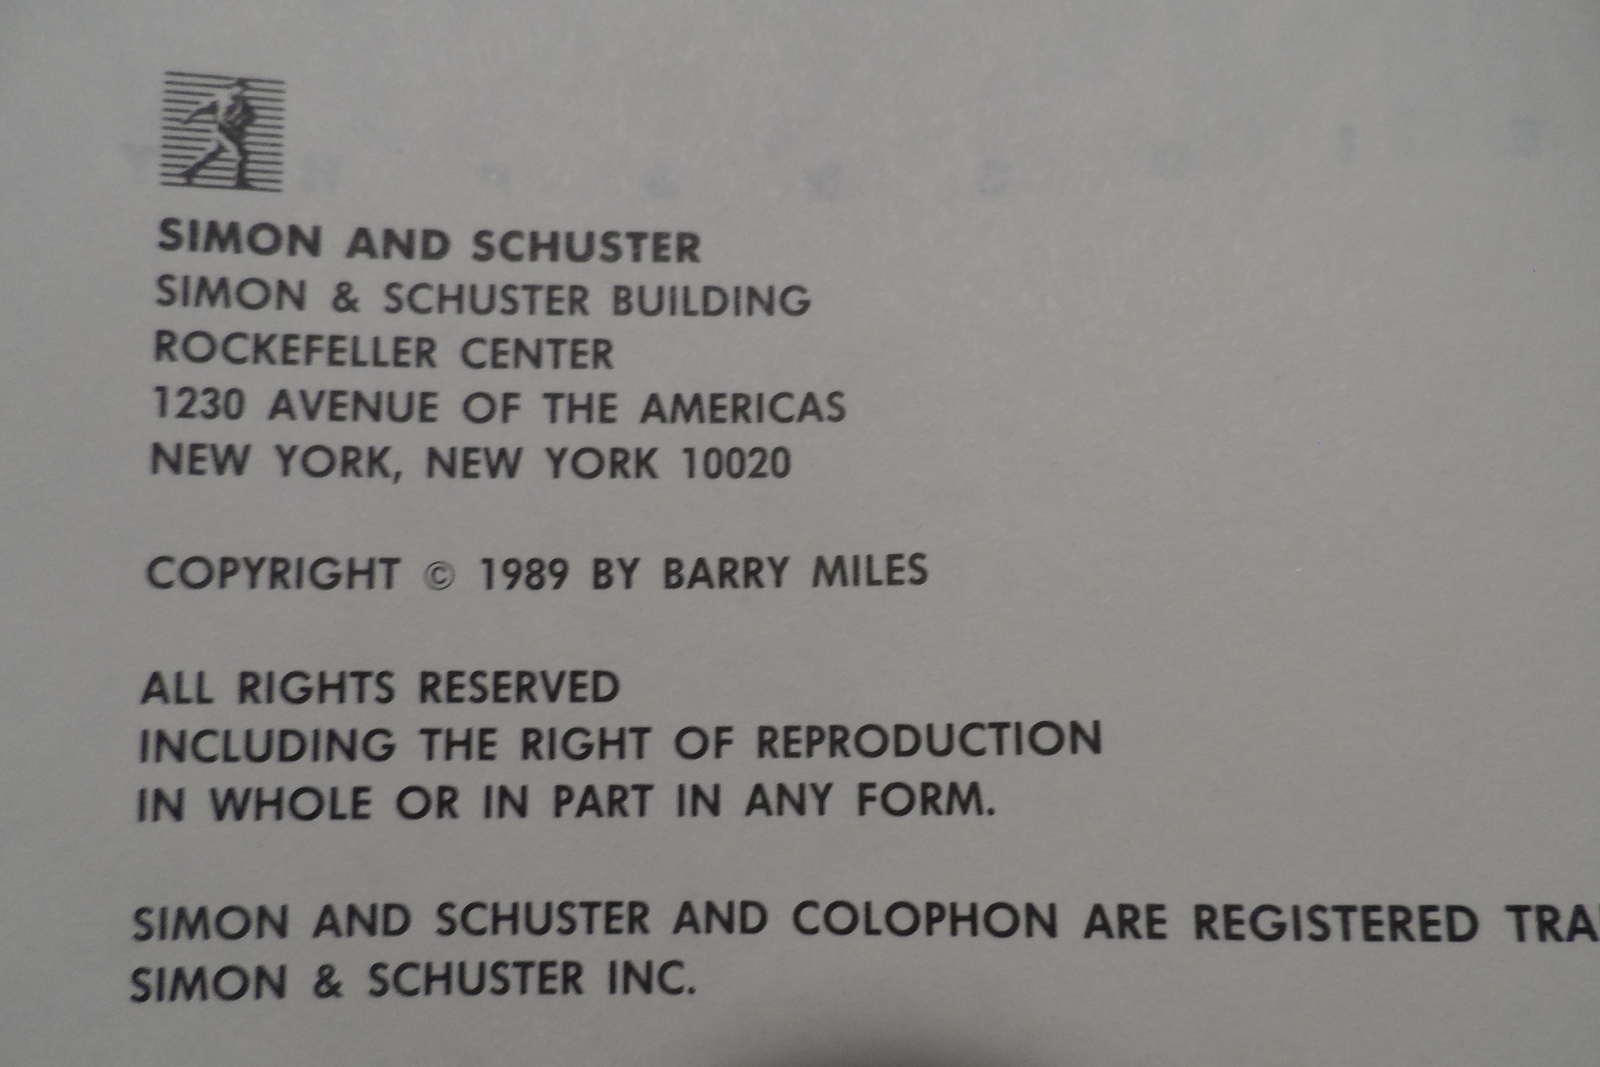 SIMON AND SCHUSTER
SIMON & SCHUSTER BUILDING
ROCKEFELLER CENTER
1230 AVENUE OF THE AMERICAS
NEW YORK, NEW YORK 10020
COPYRIGHT © 1989 BY BARRY MILES
ALL RIGHTS RESERVED
INCLUDING THE RIGHT OF REPRODUCTION
IN WHOLE OR IN PART IN ANY FORM.
SIMON AND SCHUSTER AND COLOPHON ARE REGISTERED
SIMON & SCHUSTER INC.